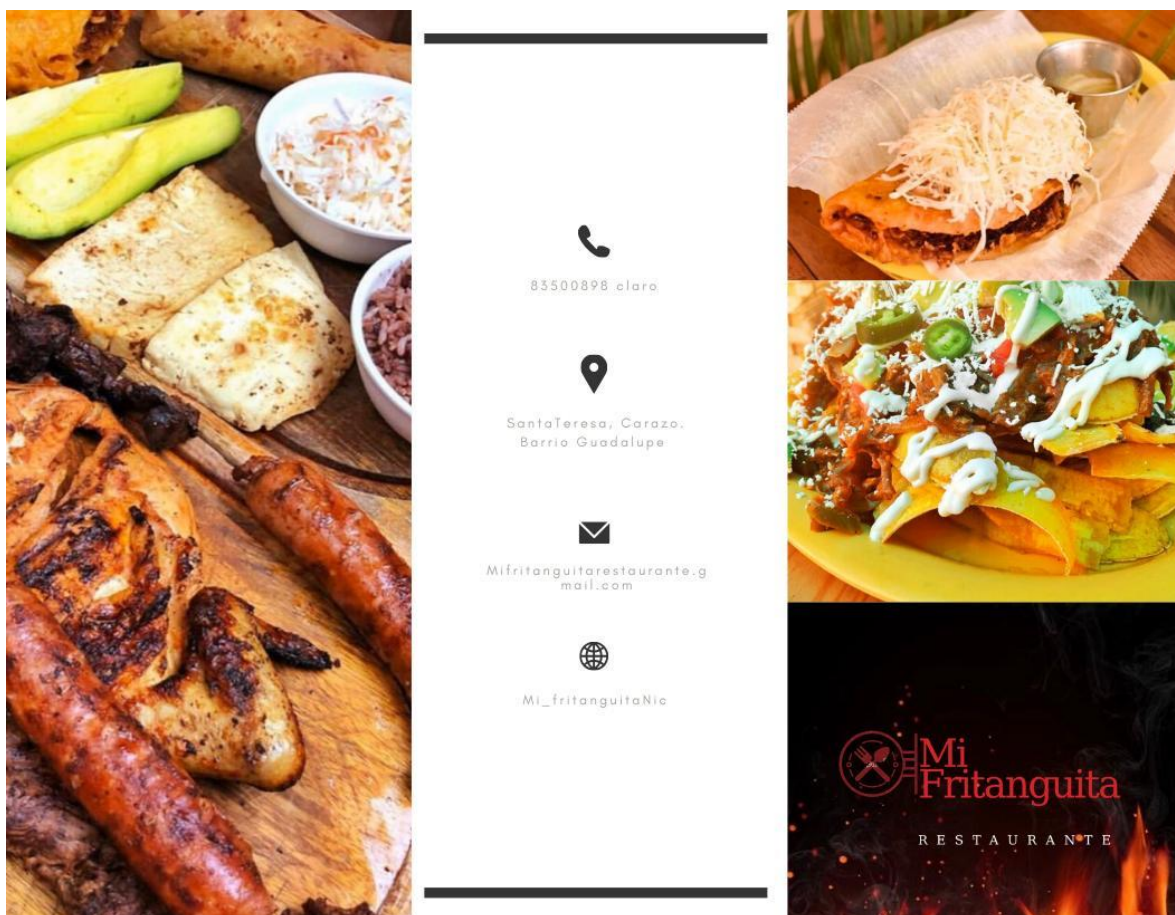 83500898 claro
SantaTeresa, Carazo.
Barrio Guadalupe
Mifritanguitarestaurante.g
mail.com
Mi_fritanguitaNic
Mi
Fritanguita
RESTAURANTE